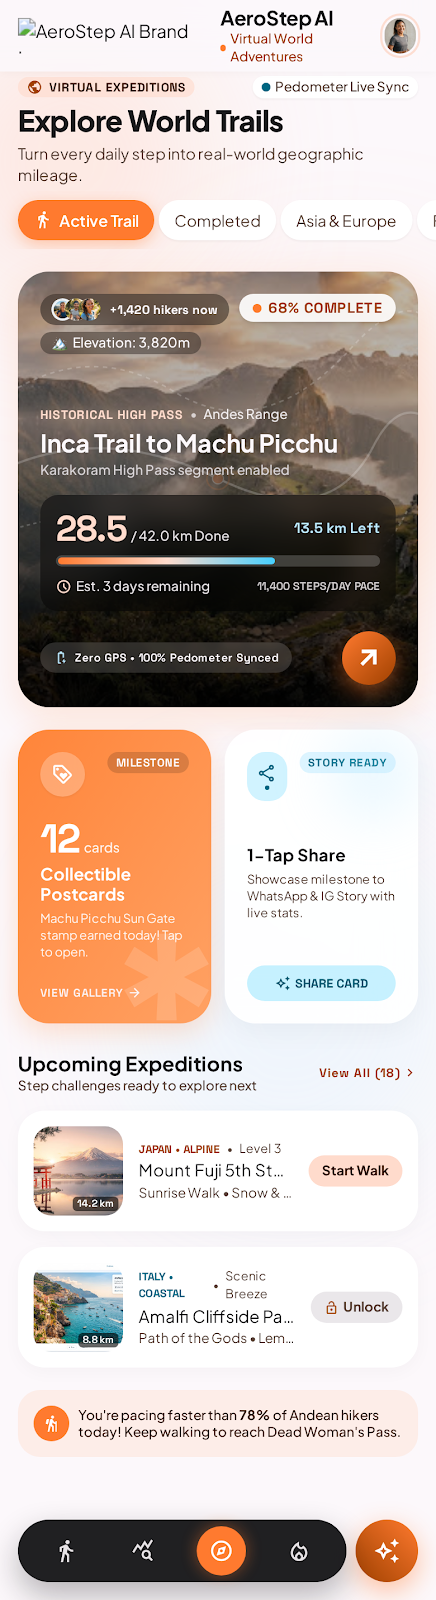 AeroStep AI Brand
.
AeroStep AI
Virtual World
Adventures
VIRTUAL EXPEDITIONS
Pedometer Live Sync
Explore World Trails
Turn every daily step into real-world geographic
mileage.
Active Trail
Completed
Asia & Europe
+1,420 hikers now
68% COMPLETE
Elevation: 3,820m
HISTORICAL HIGH PASS • Andes Range
Inca Trail to Machu Picchu
Karakoram High Pass segment enabled
28.5 / 42.0 km Done
13.5 km Left
Est. 3 days remaining
11,400 STEPS/DAY PACE
Zero GPS • 100% Pedometer Synced
MILESTONE
12 cards
Collectible
Postcards
Machu Picchu Sun Gate
stamp earned today! Tap
to open.
VIEW GALLERY →
STORY READY
1-Tap Share
Showcase milestone to
WhatsApp & IG Story with
live stats.
SHARE CARD
Upcoming Expeditions
Step challenges ready to explore next
View All (18) >
14.2 km
JAPAN • ALPINE • Level 3
Mount Fuji 5th St...
Sunrise Walk • Snow & ...
Start Walk
8.8 km
ITALY •
COASTAL
• Scenic
Breeze
Amalfi Cliffside Pa...
Path of the Gods • Lem...
Unlock
You're pacing faster than 78% of Andean hikers
today! Keep walking to reach Dead Woman's Pass.